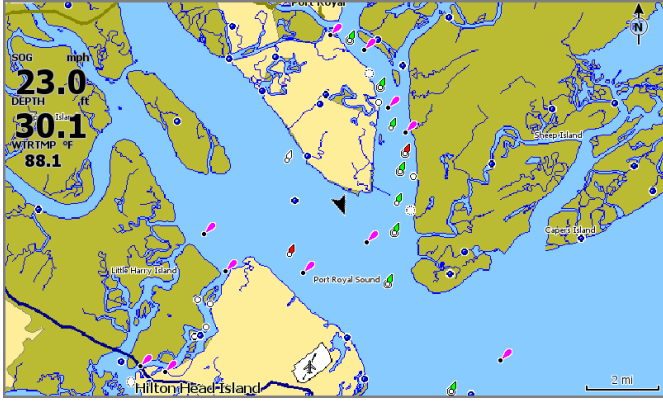 Port Royal
N
SOG mph
23.0
DEPTH ft
Island
30.1
WTRTMP °F
88.1
Sheep Island
Capers Island
Little Harry Island
Port Royal Sound
Hilton Head Island
2 mi